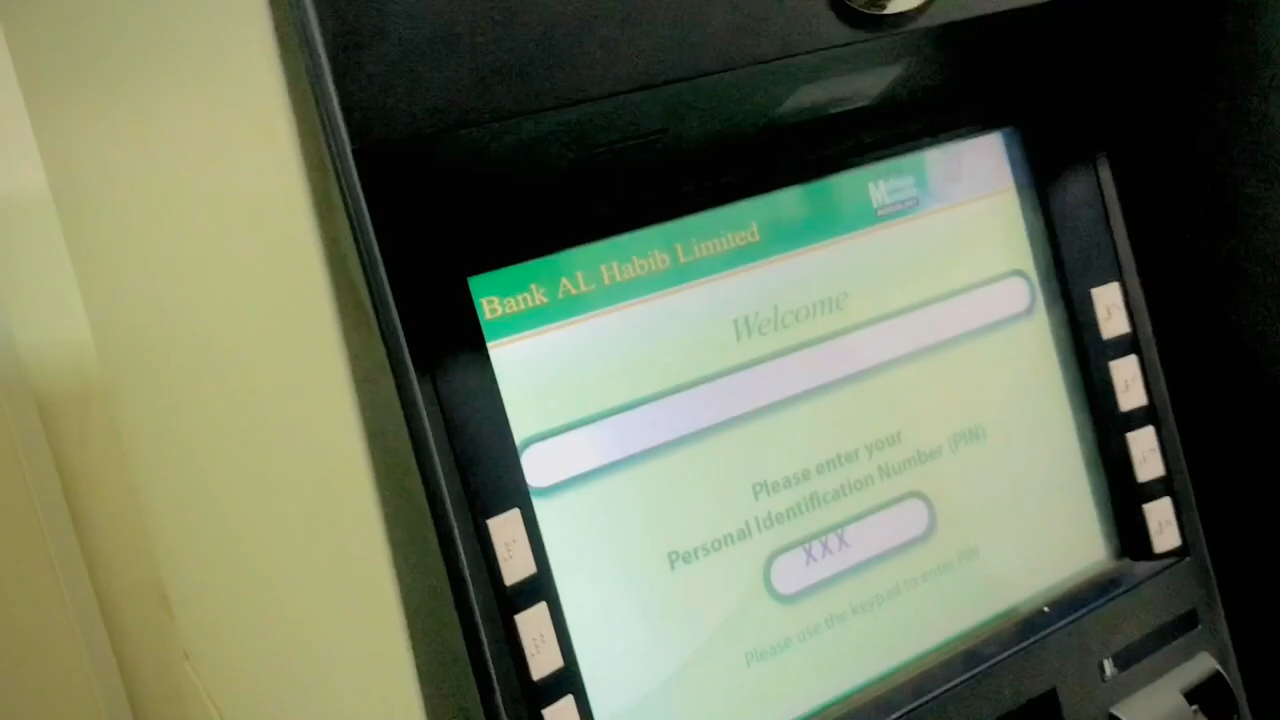 Bank AL Habib Limited
ACCOUNT
Welcome
Please enter your
Personal Identification Number (PIN)
XXX
Please use the keypad to enter PIN